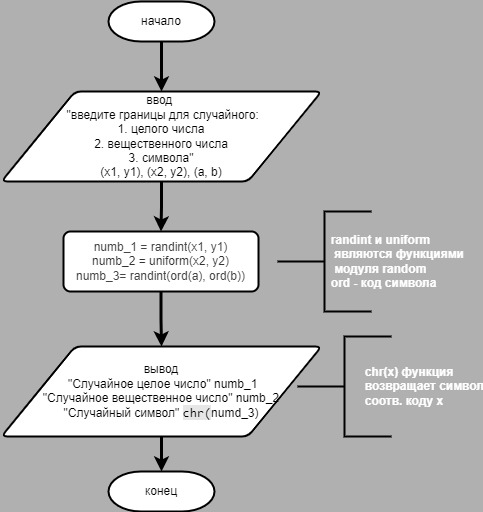 начало
ввод
"введите границы для случайного:
1. целого числа
2. вещественного числа
3. символа"
(x1, y1), (x2, y2), (a, b)
numb_1 = randint(x1, y1)
numb_2 = uniform(x2, y2)
numb_3= randint(ord(a), ord(b))
randint и uniform
являются функциями
модуля random
ord - код символа
вывод
"Случайное целое число" numb_1
"Случайное вещественное число" numb_2
"Случайный символ" chr(numd_3)
chr(x) функция
возвращает символ
соотв. коду x
конец